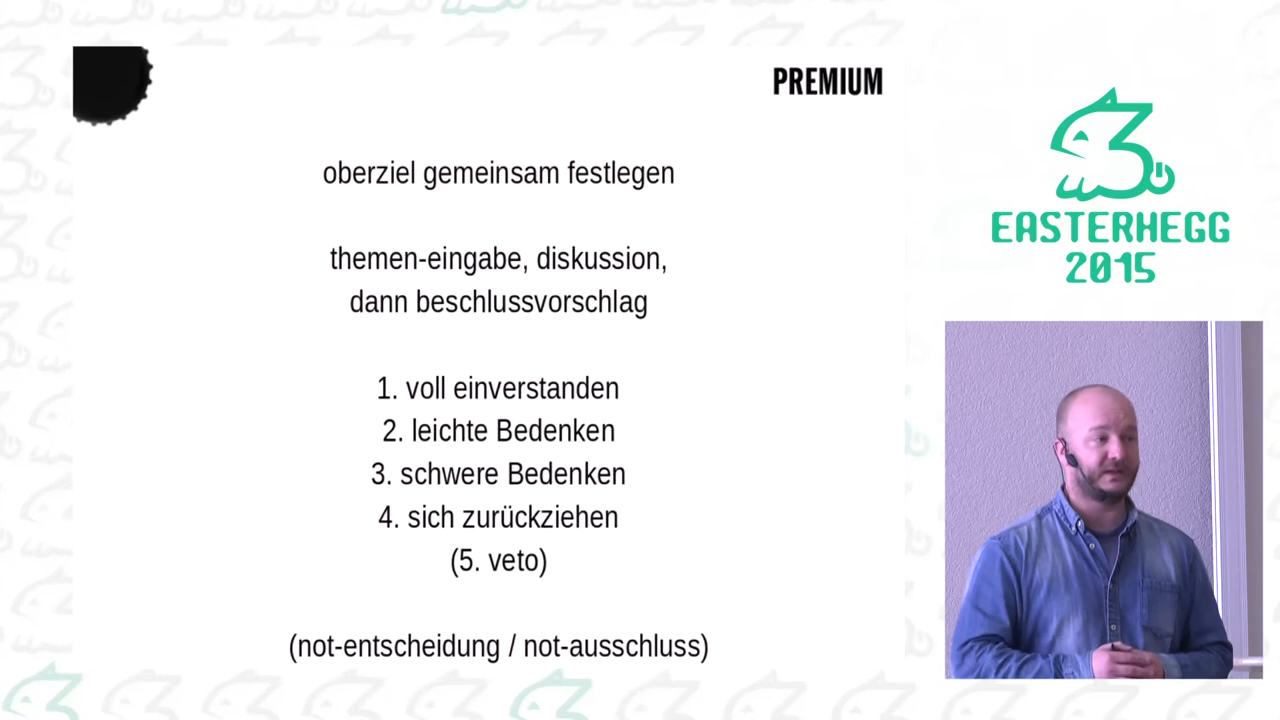 PREMIUM
oberziel gemeinsam festlegen
themen-eingabe, diskussion,
dann beschlussvorschlag
1. voll einverstanden
2. leichte Bedenken
3. schwere Bedenken
4. sich zurückziehen
(5. veto)
(not-entscheidung / not-ausschluss)
EASTERHEGG
2015